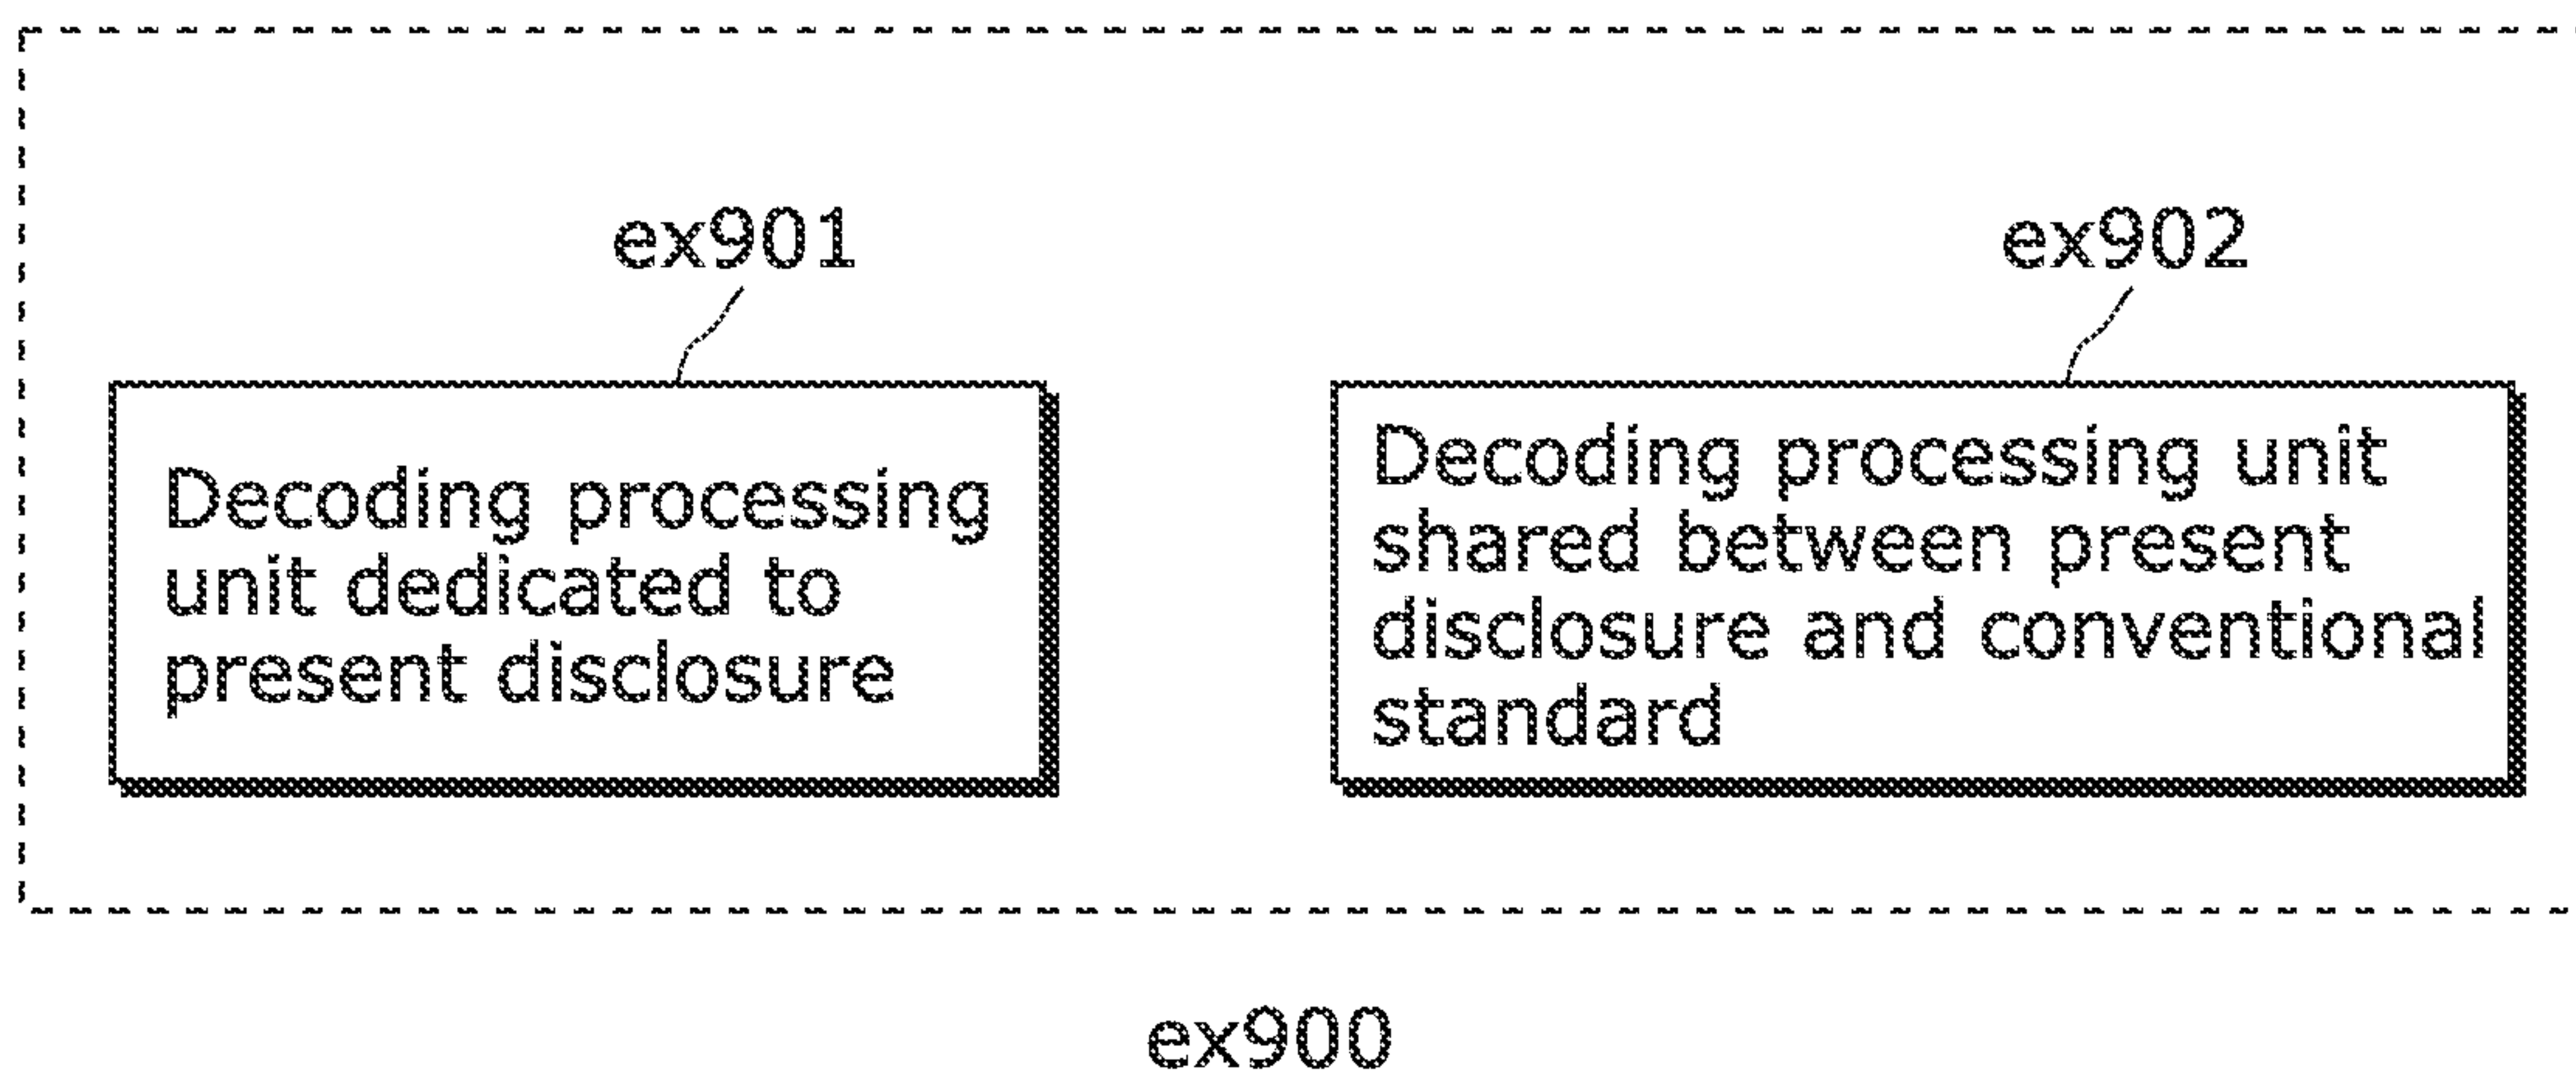 ex901
ex902
Decoding processing
unit dedicated to
present disclosure
Decoding processing unit
shared between present
disclosure and conventional
standard
ex900